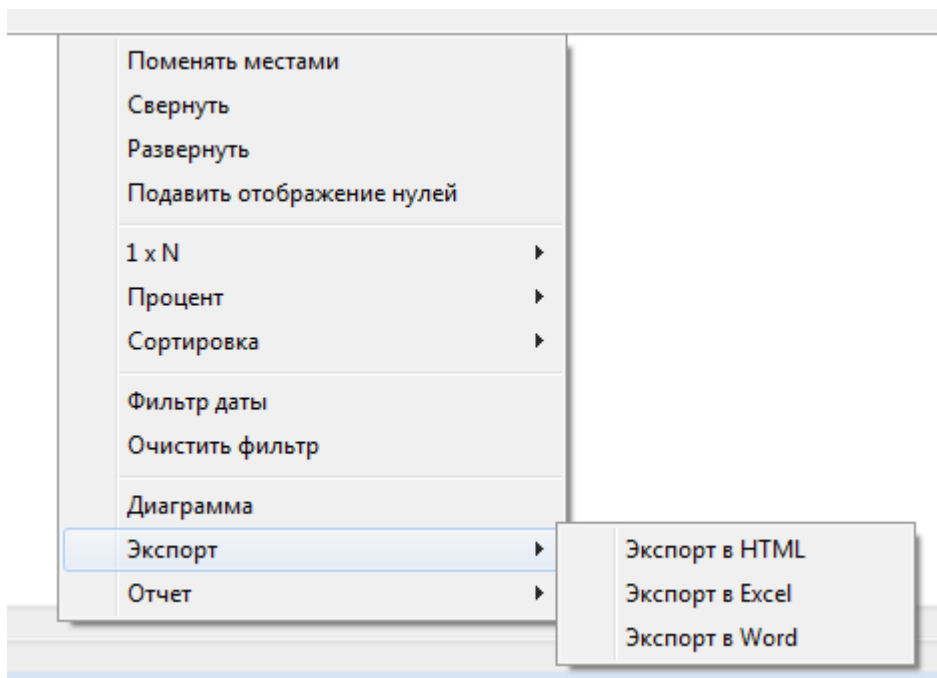 Поменять местами
Свернуть
Развернуть
Подавить отображение нулей
1 x N
Процент
Сортировка
Фильтр даты
Очистить фильтр
Диаграмма
Экспорт
Отчет
Экспорт в HTML
Экспорт в Excel
Экспорт в Word